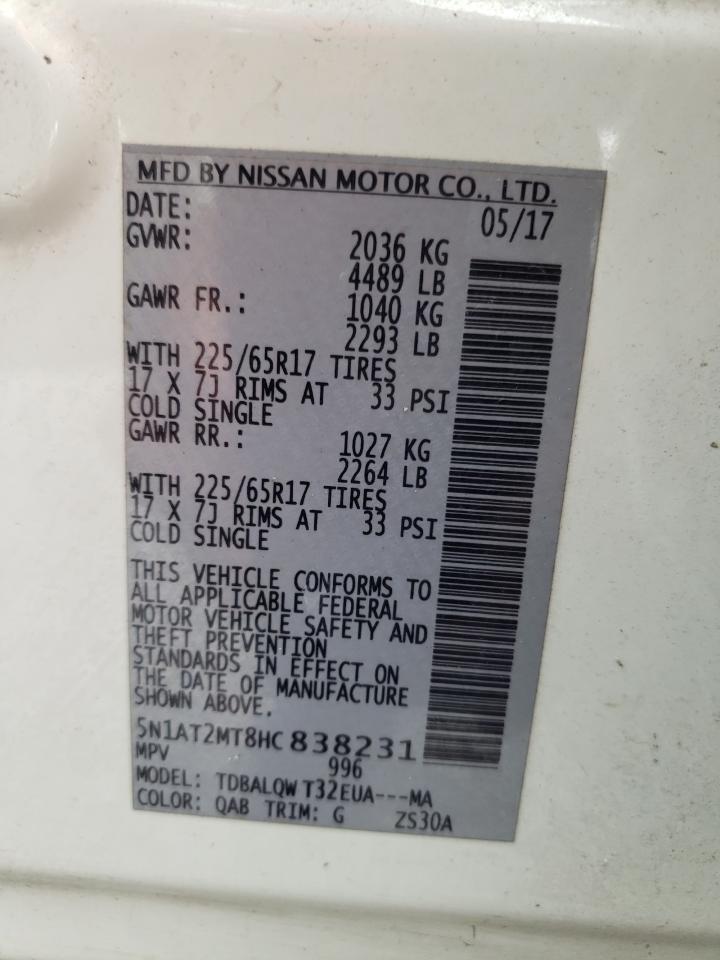 MFD BY NISSAN MOTOR CO., LTD.
DATE: 05/17
GVWR: 2036 KG
4489 LB
GAWR FR.: 1040 KG
2293 LB
WITH 225/65R17 TIRES
17 X 7J RIMS AT 33 PSI
COLD SINGLE
GAWR RR.: 1027 KG
2264 LB
WITH 225/65R17 TIRES
17 X 7J RIMS AT 33 PSI
COLD SINGLE
THIS VEHICLE CONFORMS TO
ALL APPLICABLE FEDERAL
MOTOR VEHICLE SAFETY AND
THEFT PREVENTION
STANDARDS IN EFFECT ON
THE DATE OF MANUFACTURE
SHOWN ABOVE.
5N1AT2MT8HC838231
MPV 996
MODEL: TDBALQW T32EUA---MA
COLOR: QAB TRIM: G ZS30A